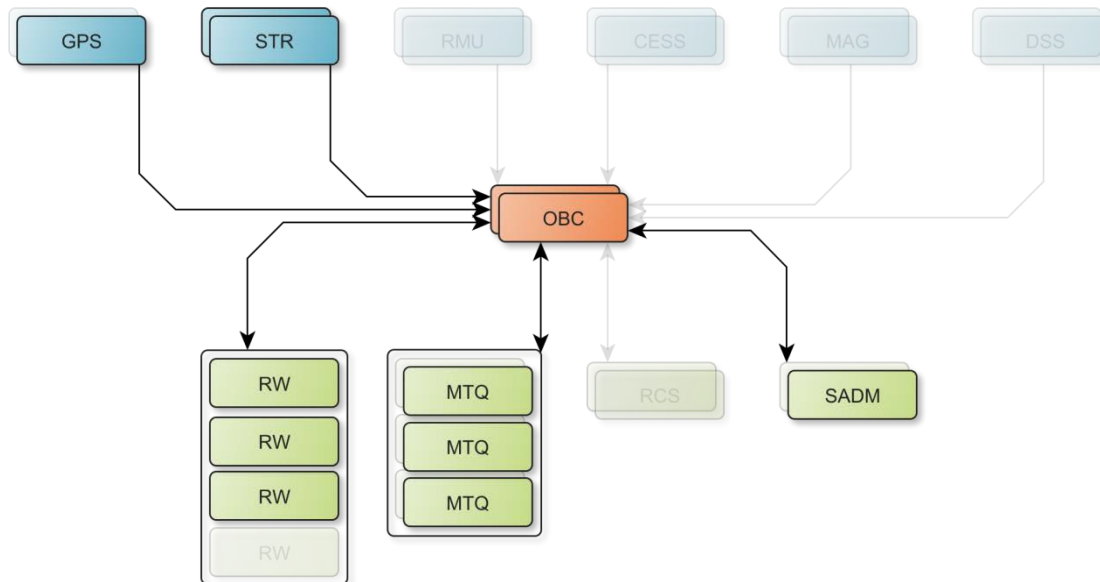 GPS
STR
RMU
CESS
MAG
DSS
OBC
RW
RW
RW
RW
MTQ
MTQ
MTQ
RCS
SADM